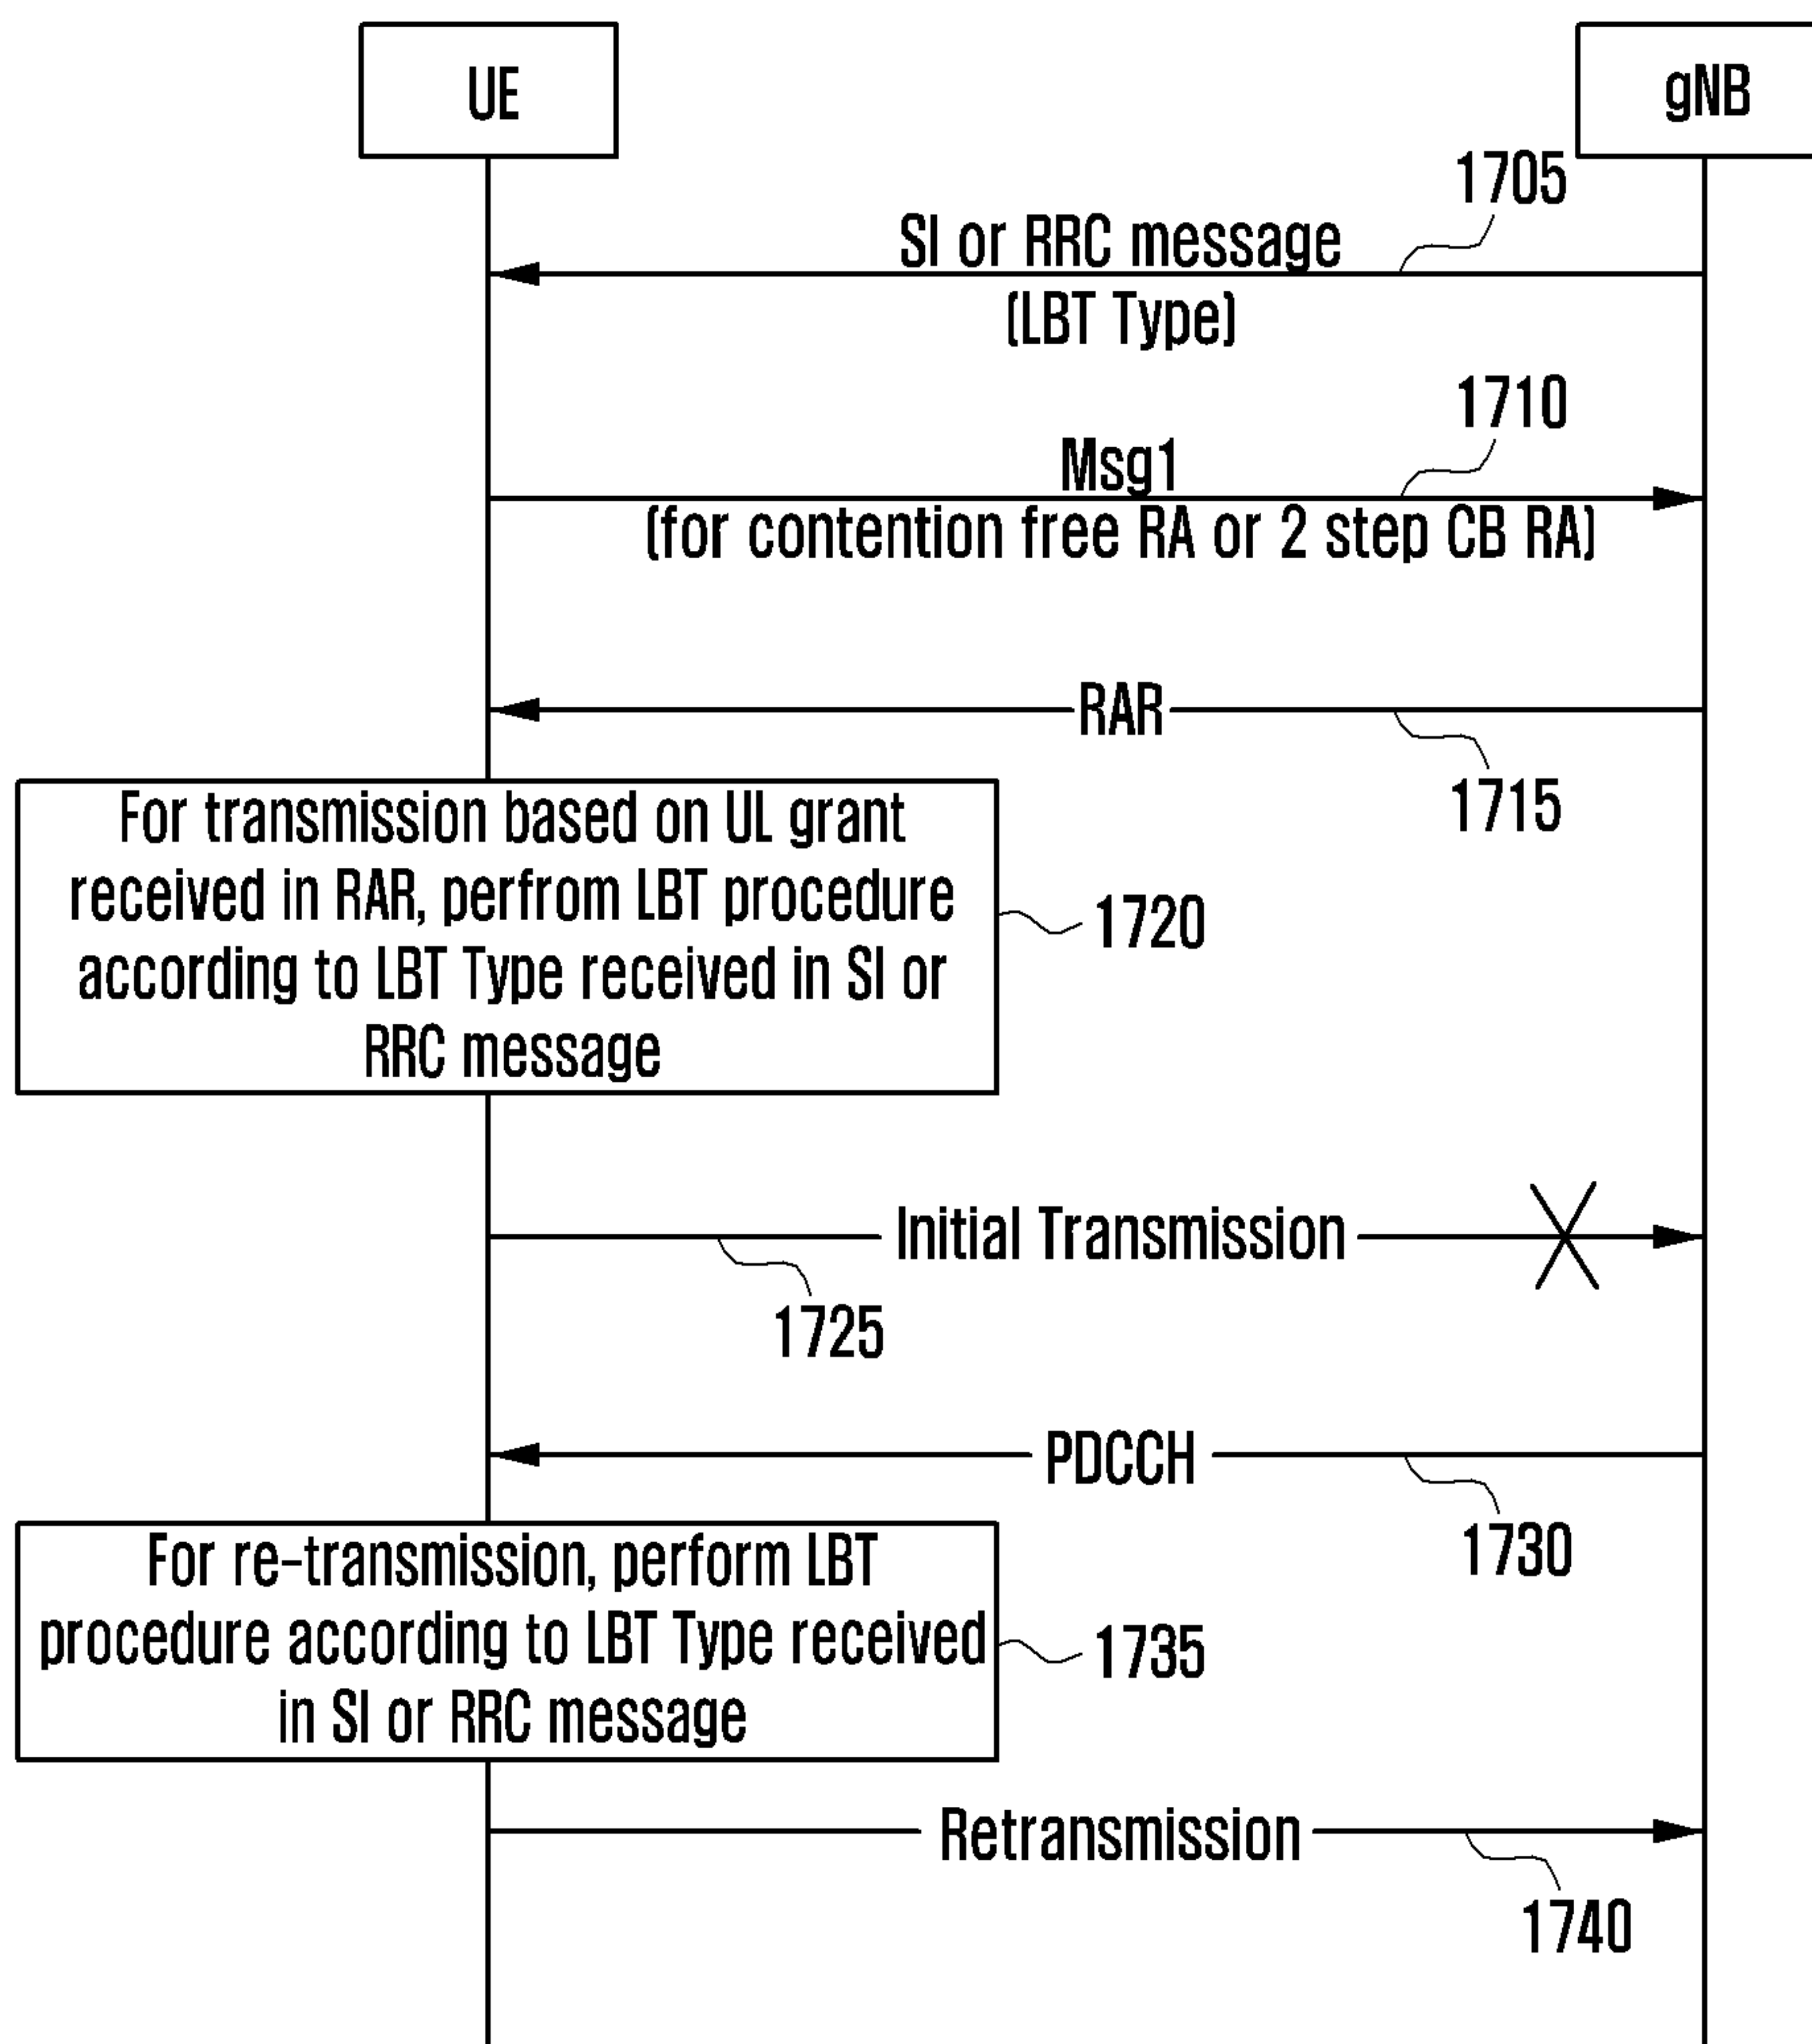 UE
gNB
1705
SI or RRC message
(LBT Type)
1710
Msg1
(for contention free RA or 2 step CB RA)
RAR
1715
For transmission based on UL grant
received in RAR, perfrom LBT procedure
according to LBT Type received in SI or
RRC message
1720
Initial Transmission
1725
PDCCH
1730
For re-transmission, perform LBT
procedure according to LBT Type received
in SI or RRC message
1735
Retransmission
1740